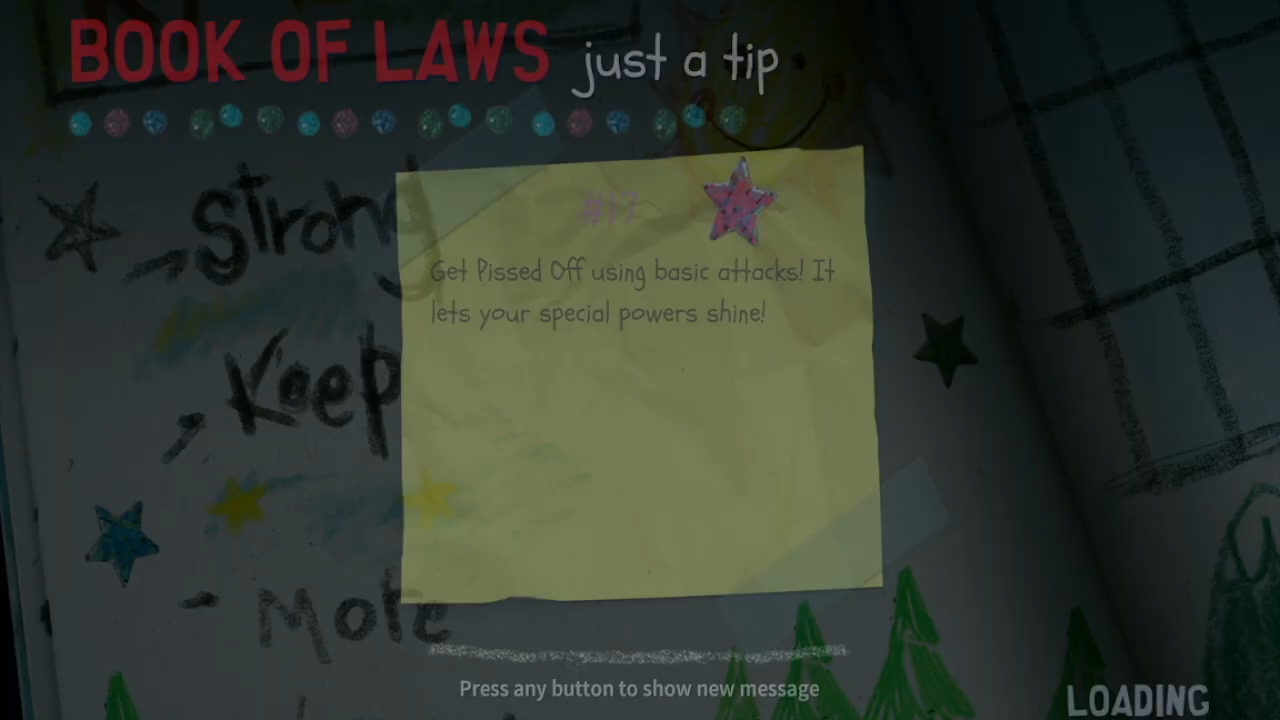 BOOK OF LAWS just a tip
#17
Get Pissed Off using basic attacks! It
lets your special powers shine!
Strong
Keep
- Mole
Press any button to show new message
LOADING